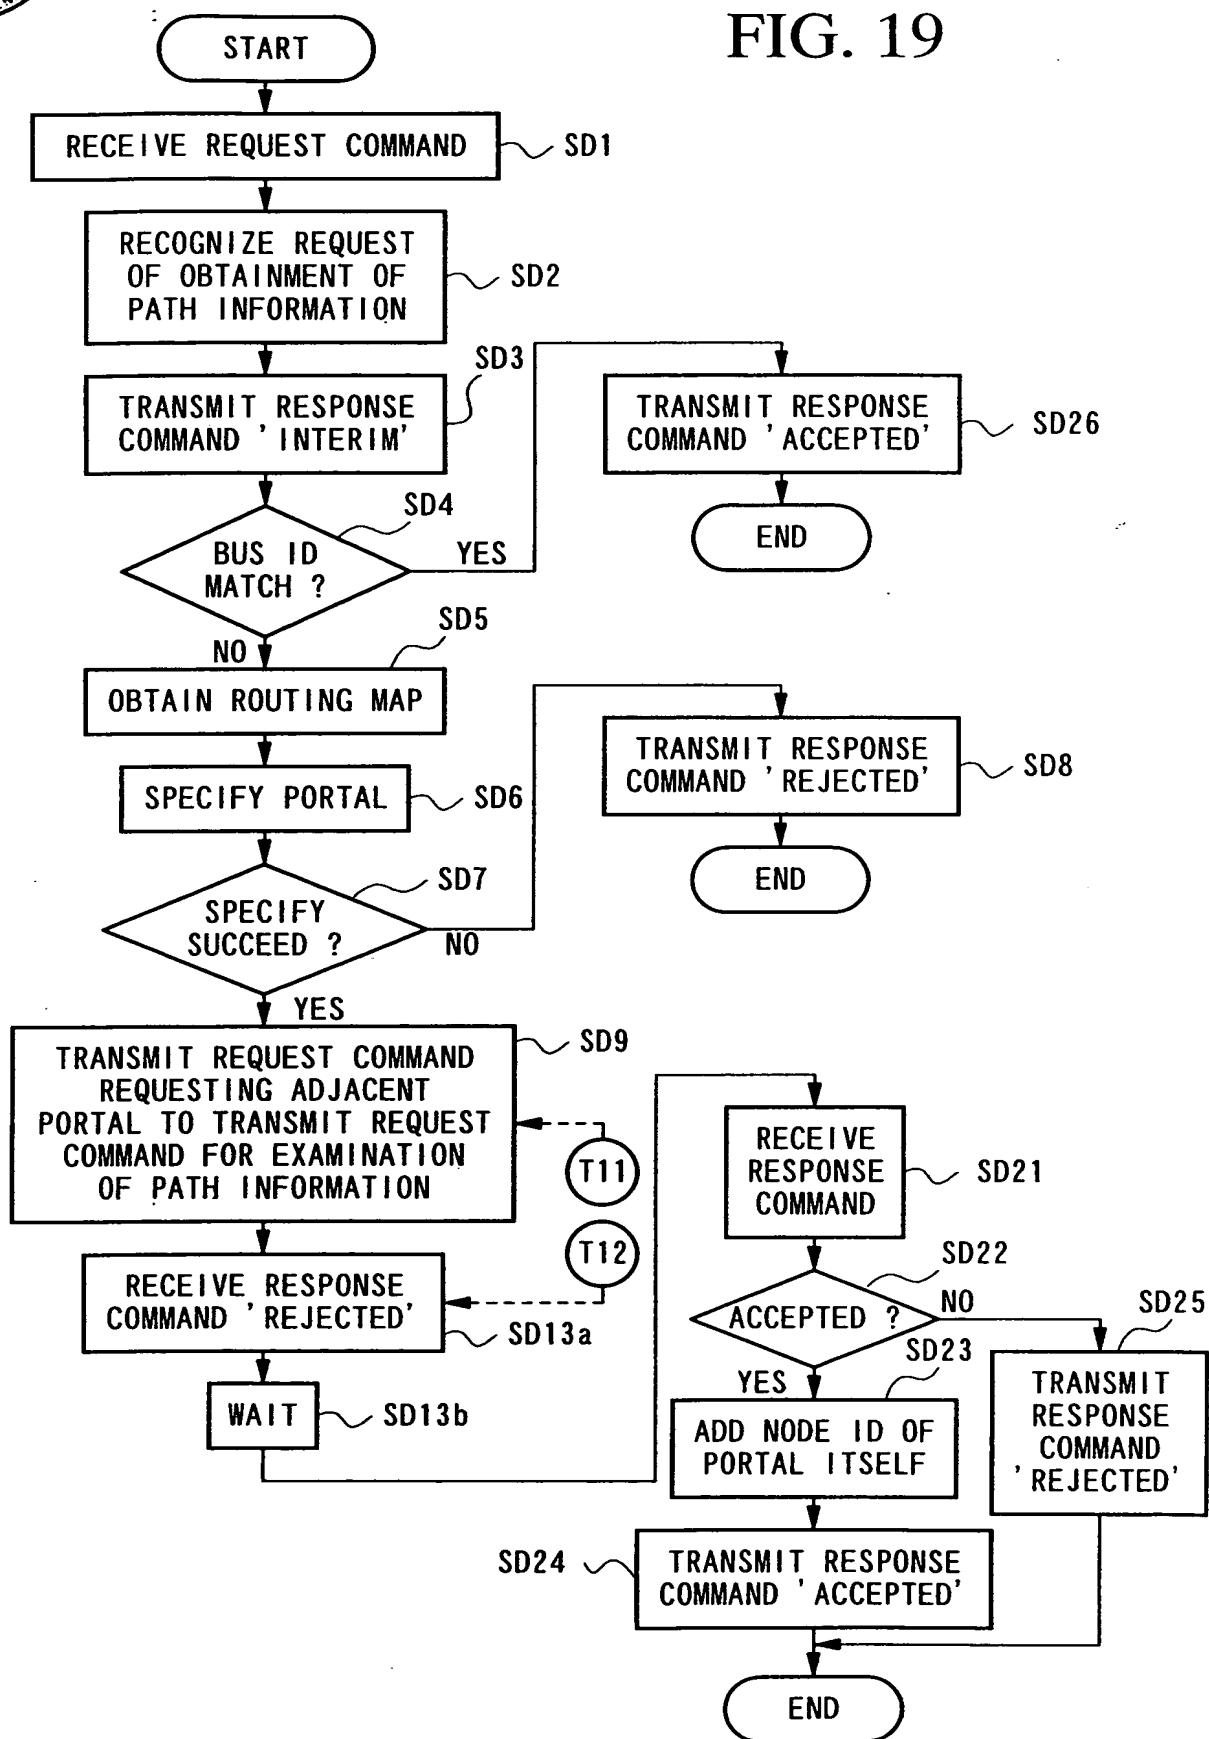 FIG. 19
START
RECEIVE REQUEST COMMAND
SD1
RECOGNIZE REQUEST
OF OBTAINMENT OF
PATH INFORMATION
SD2
SD3
TRANSMIT RESPONSE
COMMAND 'INTERIM'
TRANSMIT RESPONSE
COMMAND 'ACCEPTED'
SD26
END
SD4
BUS ID
MATCH ?
YES
NO
SD5
OBTAIN ROUTING MAP
SPECIFY PORTAL
SD6
TRANSMIT RESPONSE
COMMAND 'REJECTED'
SD8
END
SD7
SPECIFY
SUCCEED ?
NO
YES
SD9
TRANSMIT REQUEST COMMAND
REQUESTING ADJACENT
PORTAL TO TRANSMIT REQUEST
COMMAND FOR EXAMINATION
OF PATH INFORMATION
T11
T12
RECEIVE RESPONSE
COMMAND 'REJECTED'
SD13a
WAIT
SD13b
RECEIVE
RESPONSE
COMMAND
SD21
SD22
ACCEPTED ?
NO
SD25
YES
SD23
ADD NODE ID OF
PORTAL ITSELF
TRANSMIT
RESPONSE
COMMAND
'REJECTED'
SD24
TRANSMIT RESPONSE
COMMAND 'ACCEPTED'
END